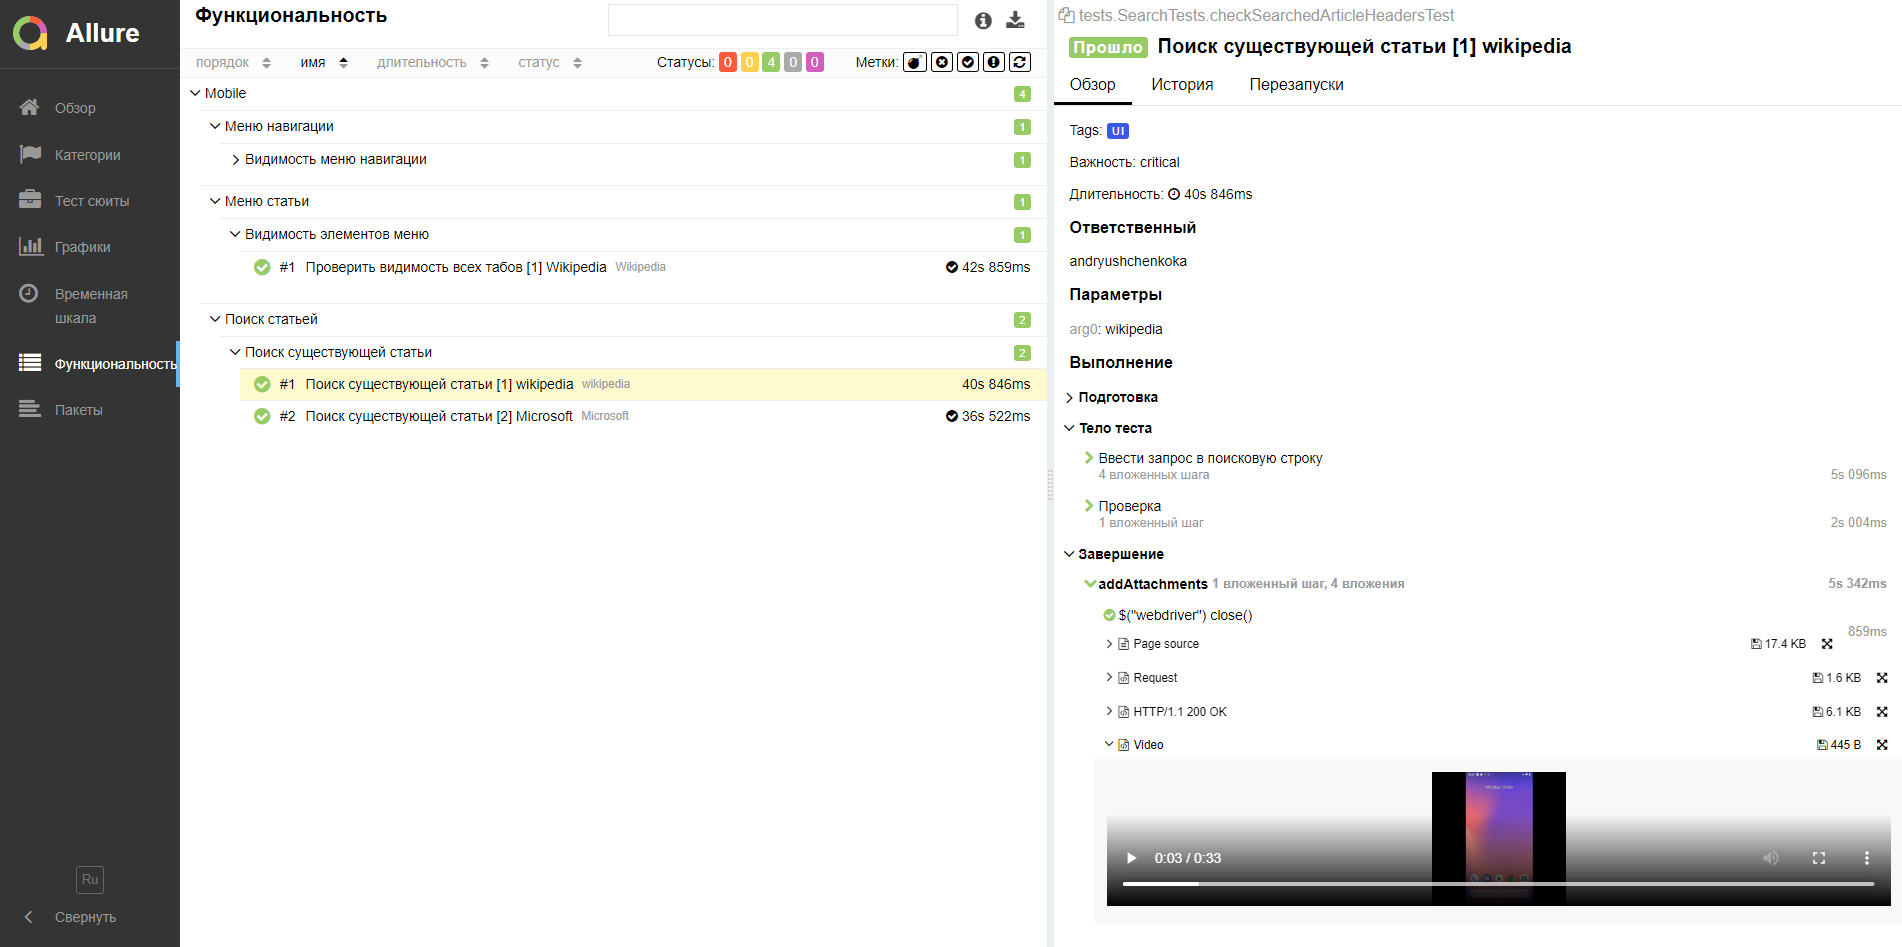 Allure
Обзор
Категории
Тест сюиты
Графики
Временная
шкала
Функциональность
Пакеты
Ru
Свернуть
Функциональность
порядок имя длительность статус Статусы: 0 0 4 0 0 Метки:
Mobile 4
Меню навигации 1
Видимость меню навигации 1
Меню статьи 1
Видимость элементов меню 1
#1 Проверить видимость всех табов [1] Wikipedia Wikipedia 42s 859ms
Поиск статьей 2
Поиск существующей статьи 2
#1 Поиск существующей статьи [1] wikipedia wikipedia 40s 846ms
#2 Поиск существующей статьи [2] Microsoft Microsoft 36s 522ms
tests.SearchTests.checkSearchedArticleHeadersTest
Прошло Поиск существующей статьи [1] wikipedia
Обзор История Перезапуски
Tags: UI
Важность: critical
Длительность: 40s 846ms
Ответственный
andryushchenkoka
Параметры
arg0: wikipedia
Выполнение
Подготовка
Тело теста
Ввести запрос в поисковую строку
4 вложенных шага 5s 096ms
Проверка
1 вложенный шаг 2s 004ms
Завершение
addAttachments 1 вложенный шаг, 4 вложения 5s 342ms
$("webdriver") close()
859ms
Page source 17.4 KB
Request 1.6 KB
HTTP/1.1 200 OK 6.1 KB
Video 445 B
0:03 / 0:33